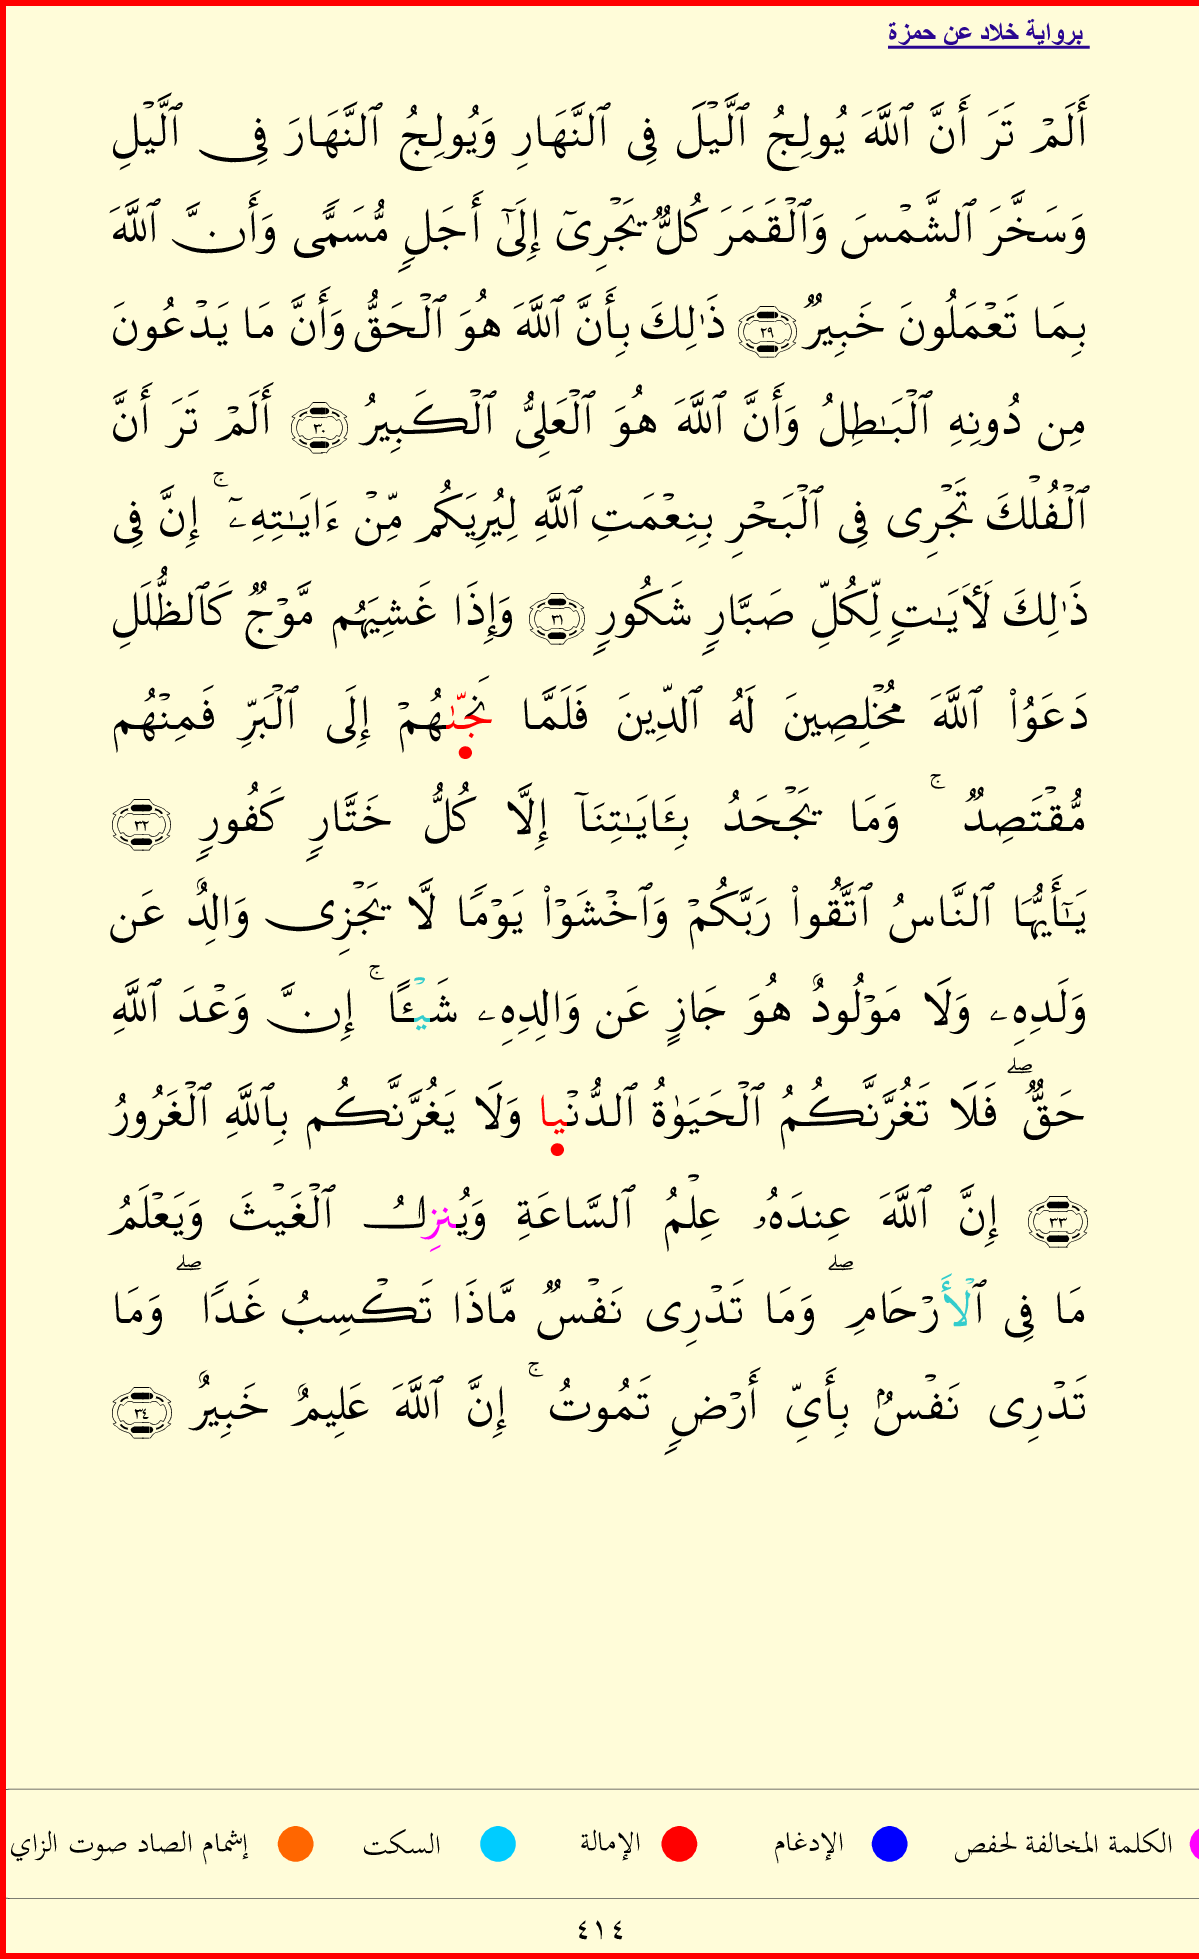 برواية خلاد عن حمزة
أَلَمۡ تَرَ أَنَّ ٱللَّهَ يُولِجُ ٱلَّيۡلَ فِى ٱلنَّهَارِ وَيُولِجُ ٱلنَّهَارَ فِى ٱلَّيۡلِ
وَسَخَّرَ ٱلشَّمۡسَ وَٱلۡقَمَرَ كُلٌّ يَجۡرِىٓ إِلَىٰٓ أَجَلٍ مُّسَمًّى وَأَنَّ ٱللَّهَ
بِمَا تَعۡمَلُونَ خَبِيرٌ ٢٩ ذَٰلِكَ بِأَنَّ ٱللَّهَ هُوَ ٱلۡحَقُّ وَأَنَّ مَا يَدۡعُونَ
مِن دُونِهِ ٱلۡبَـٰطِلُ وَأَنَّ ٱللَّهَ هُوَ ٱلۡعَلِىُّ ٱلۡكَبِيرُ ٣٠ أَلَمۡ تَرَ أَنَّ
ٱلۡفُلۡكَ تَجۡرِى فِى ٱلۡبَحۡرِ بِنِعۡمَتِ ٱللَّهِ لِيُرِيَكُم مِّنۡ ءَايَـٰتِهِۦٓ ۚ إِنَّ فِى
ذَٰلِكَ لَأَيَـٰتٍ لِّكُلِّ صَبَّارٍ شَكُورٍ ٣١ وَإِذَا غَشِيَهُم مَّوۡجٌ كَٱلظُّلَلِ
دَعَوُاْ ٱللَّهَ مُخۡلِصِينَ لَهُ ٱلدِّينَ فَلَمَّا نَجَّىٰهُمۡ إِلَى ٱلۡبَرِّ فَمِنۡهُم
مُّقۡتَصِدٌ ۚ وَمَا يَجۡحَدُ بِـَٔايَـٰتِنَآ إِلَّا كُلُّ خَتَّارٍ كَفُورٍ ٣٢
يَـٰٓأَيُّهَا ٱلنَّاسُ ٱتَّقُواْ رَبَّكُمۡ وَٱخۡشَوۡاْ يَوۡمًا لَّا يَجۡزِى وَالِدٌ عَن
وَلَدِهِۦ وَلَا مَوۡلُودٌ هُوَ جَازٍ عَن وَالِدِهِۦ شَيۡـًٔا ۚ إِنَّ وَعۡدَ ٱللَّهِ
حَقٌّ ۖ فَلَا تَغُرَّنَّكُمُ ٱلۡحَيَوٰةُ ٱلدُّنۡيا وَلَا يَغُرَّنَّكُم بِٱللَّهِ ٱلۡغَرُورُ
٣٣ إِنَّ ٱللَّهَ عِندَهُۥ عِلۡمُ ٱلسَّاعَةِ وَيُنزِلُ ٱلۡغَيۡثَ وَيَعۡلَمُ
مَا فِى ٱلۡأَرۡحَامِ ۖ وَمَا تَدۡرِى نَفۡسٌ مَّاذَا تَكۡسِبُ غَدًا ۖ وَمَا
تَدۡرِى نَفۡسٌۢ بِأَىِّ أَرۡضٍ تَمُوتُ ۚ إِنَّ ٱللَّهَ عَلِيمٌ خَبِيرٌ ٣٤
الكلمة المخالفة لحفص الإدغام الإمالة السكت إشمام الصاد صوت الزاي
٤١٤